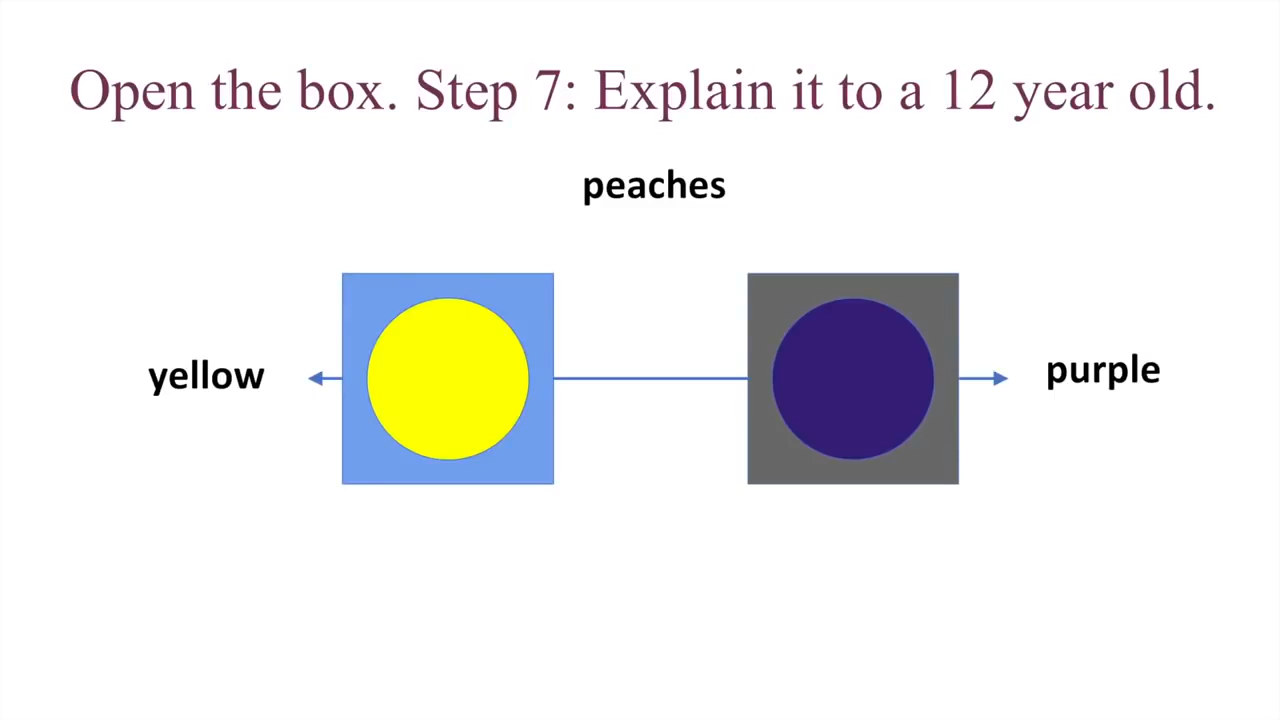 Open the box. Step 7: Explain it to a 12 year old.
peaches
yellow
purple